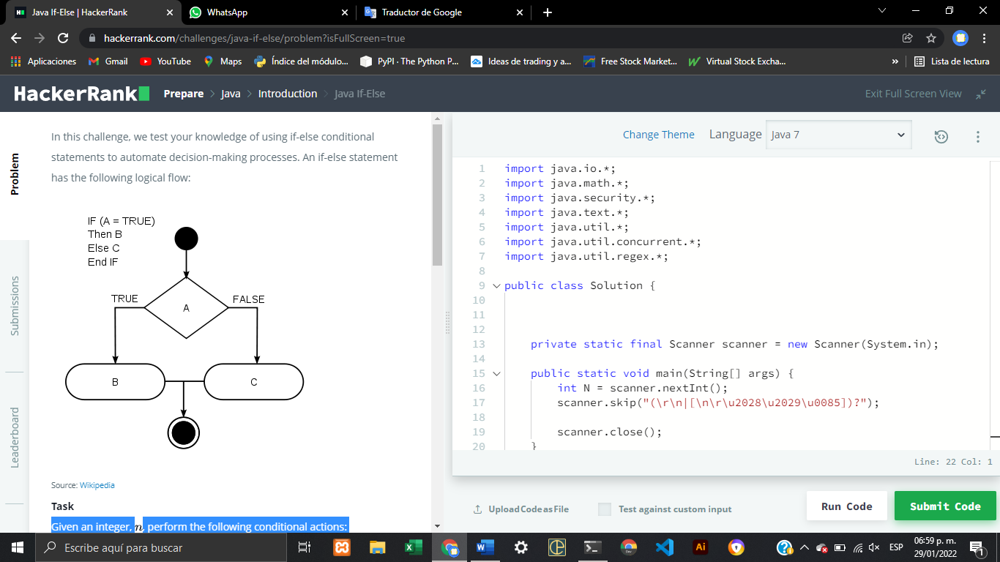 Java If-Else | HackerRank
WhatsApp
Traductor de Google
hackerrank.com/challenges/java-if-else/problem?isFullScreen=true
Aplicaciones
Gmail
YouTube
Maps
Índice del módulo...
PyPI · The Python P...
Ideas de trading y a...
Free Stock Market...
Virtual Stock Excha...
»
Lista de lectura
HackerRank
Prepare
Java
Introduction
Java If-Else
Exit Full Screen View
Problem
Submissions
Leaderboard
In this challenge, we test your knowledge of using if-else conditional
statements to automate decision-making processes. An if-else statement
has the following logical flow:
IF (A = TRUE)
Then B
Else C
End IF
TRUE
A
FALSE
B
C
Source: Wikipedia
Task
Given an integer, n, perform the following conditional actions:
Change Theme
Language
Java 7
1 import java.io.*;
2 import java.math.*;
3 import java.security.*;
4 import java.text.*;
5 import java.util.*;
6 import java.util.concurrent.*;
7 import java.util.regex.*;
8
9 public class Solution {
10
11
12
13 private static final Scanner scanner = new Scanner(System.in);
14
15 public static void main(String[] args) {
16 int N = scanner.nextInt();
17 scanner.skip("(\r\n|[\n\r\u2028\u2029\u0085])?");
18
19 scanner.close();
20 }
Line: 22 Col: 1
Upload Code as File
Test against custom input
Run Code
Submit Code
Escribe aquí para buscar
ESP
06:59 p. m.
29/01/2022
1